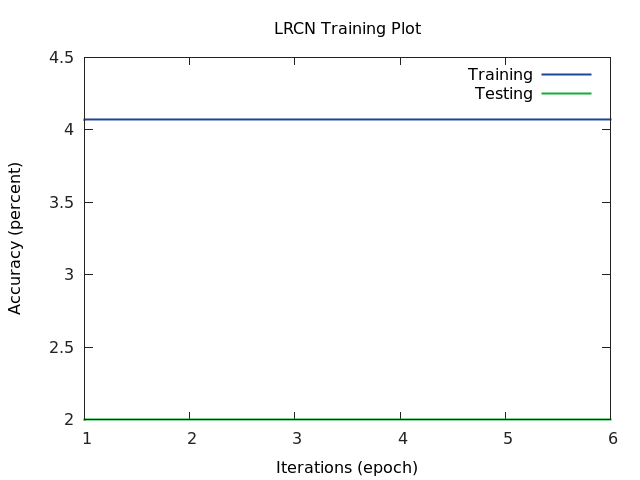 LRCN Training Plot
4.5
4
3.5
3
2.5
2
Accuracy (percent)
Training
Testing
1 2 3 4 5 6
Iterations (epoch)